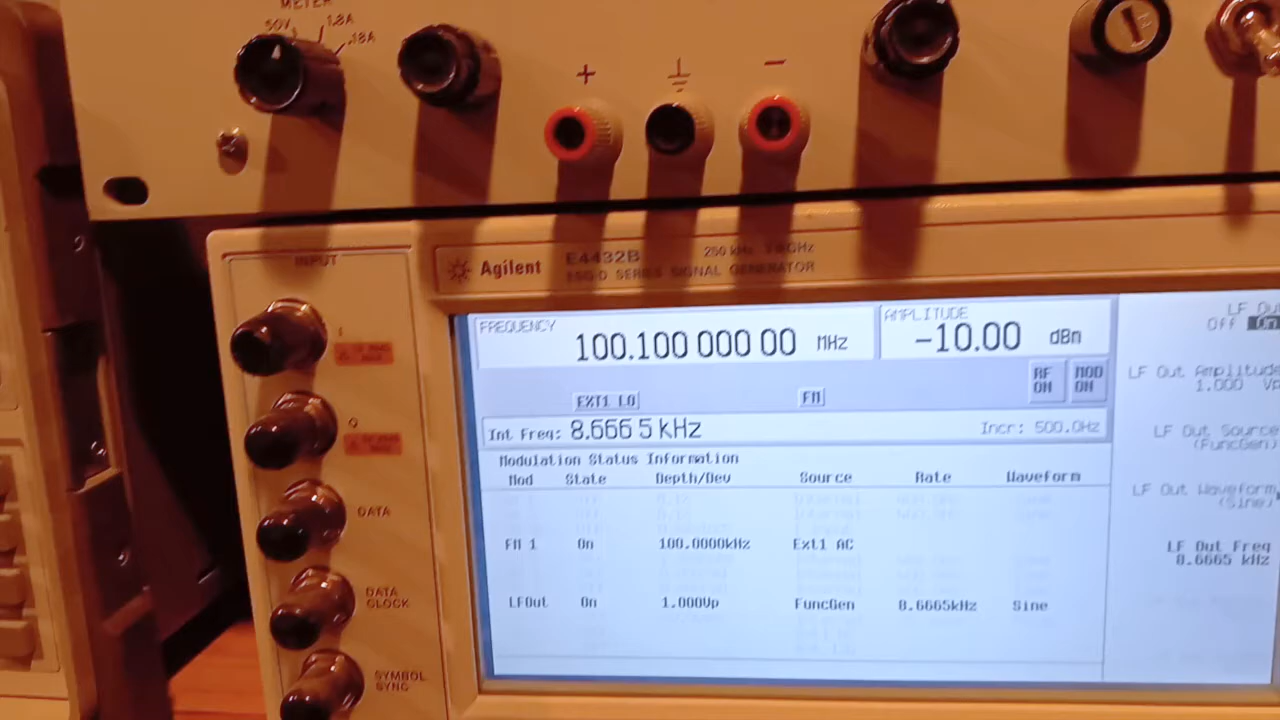 METER
50V 1.8A
.18A
+ −
INPUT
Agilent E4432B 250 kHz
ESG-D SERIES SIGNAL GENERATOR
I
Q
DATA
DATA
CLOCK
SYMBOL
SYNC
FREQUENCY
100.100 000 00 MHz
AMPLITUDE
-10.00 dBm
RF
ON
MOD
ON
EXT1 LO FM
Int Freq: 8.666 5 kHz Incr: 500.0Hz
Modulation Status Information
Mod State Depth/Dev Source Rate Waveform
FM 1 On 100.0000kHz Ext1 AC
LFOut On 1.000Vp FuncGen 8.6665kHz Sine
LF Out
Off On
LF Out Amplitude
1.000 Vp
LF Out Source
(FuncGen)
LF Out Waveform
(Sine)
LF Out Freq
8.6665 kHz